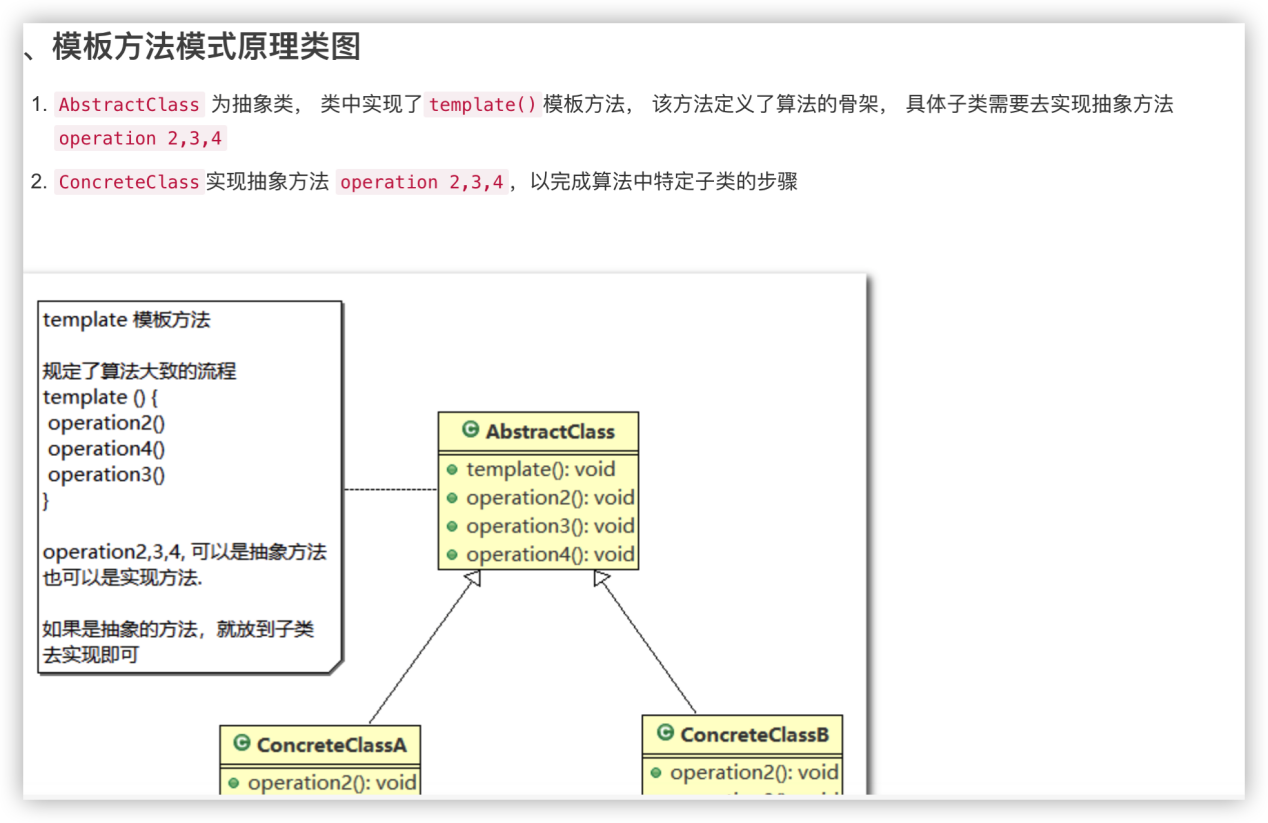 、模板方法模式原理类图
1. AbstractClass 为抽象类， 类中实现了 template() 模板方法， 该方法定义了算法的骨架， 具体子类需要去实现抽象方法
operation 2,3,4
2. ConcreteClass 实现抽象方法 operation 2,3,4 ，以完成算法中特定子类的步骤
template 模板方法
规定了算法大致的流程
template () {
operation2()
operation4()
operation3()
}
operation2,3,4, 可以是抽象方法
也可以是实现方法.
如果是抽象的方法，就放到子类
去实现即可
C AbstractClass
template(): void
operation2(): void
operation3(): void
operation4(): void
C ConcreteClassA
operation2(): void
C ConcreteClassB
operation2(): void